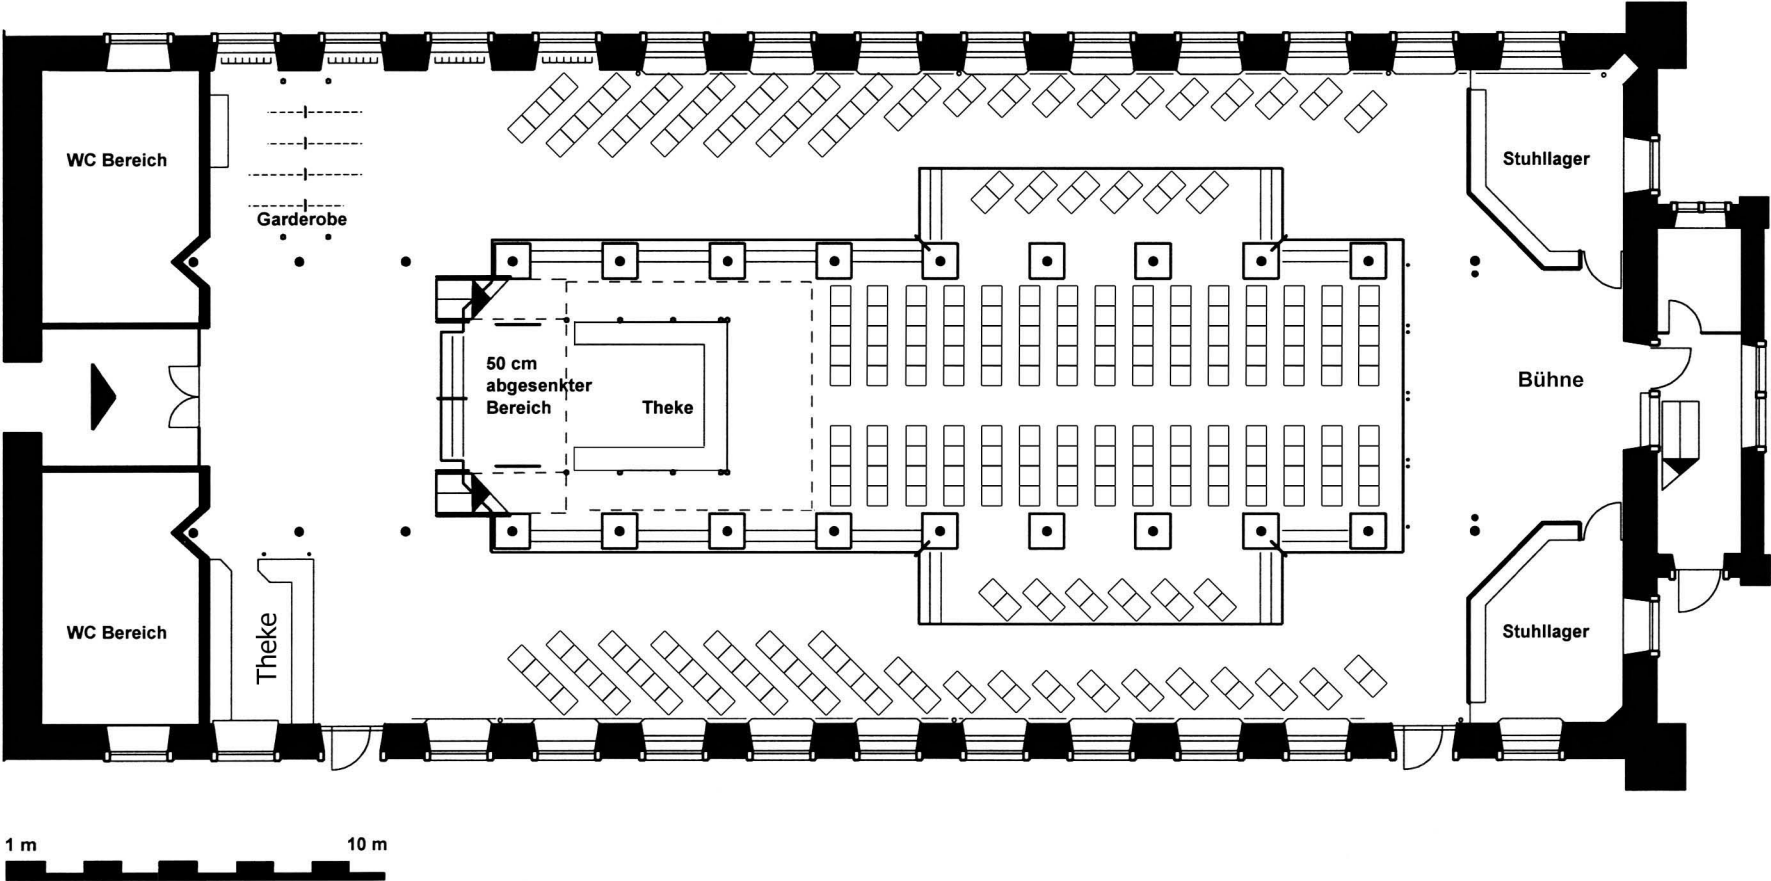 WC Bereich
Stuhllager
Garderobe
50 cm
abgesenkter
Bereich
Theke
Bühne
WC Bereich
Theke
Stuhllager
1 m
10 m